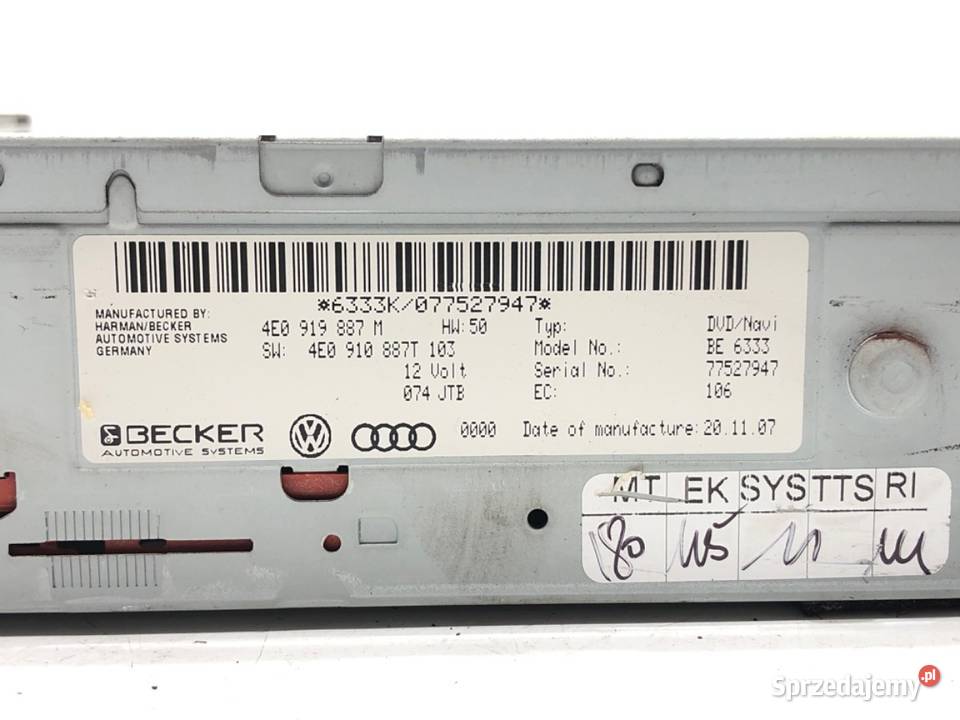 *6333K/077527947*
MANUFACTURED BY:
HARMAN/BECKER
AUTOMOTIVE SYSTEMS
GERMANY
4E0 919 887 M HW:50
SW: 4E0 910 887T 103
12 Volt
074 JTB
Typ: DVD/Navi
Model No.: BE 6333
Serial No.: 77527947
EC: 106
BECKER
AUTOMOTIVE SYSTEMS
0000 Date of manufacture: 20.11.07
MT EK SYS TTS RI
180
Sprzedajemy.pl